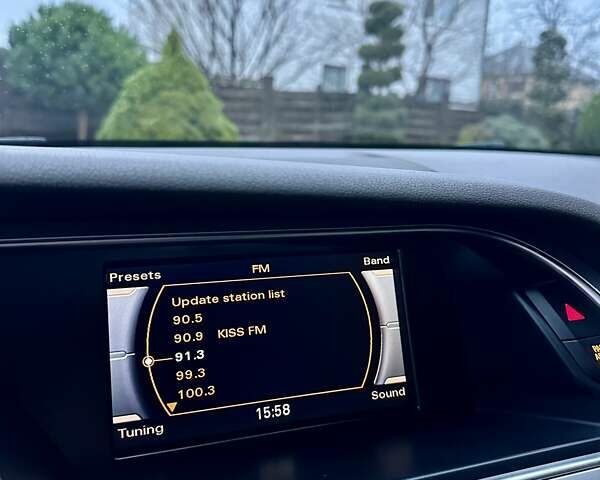 Presets
FM
Band
Update station list
90.5
90.9 KISS FM
91.3
99.3
100.3
15:58
Tuning
Sound